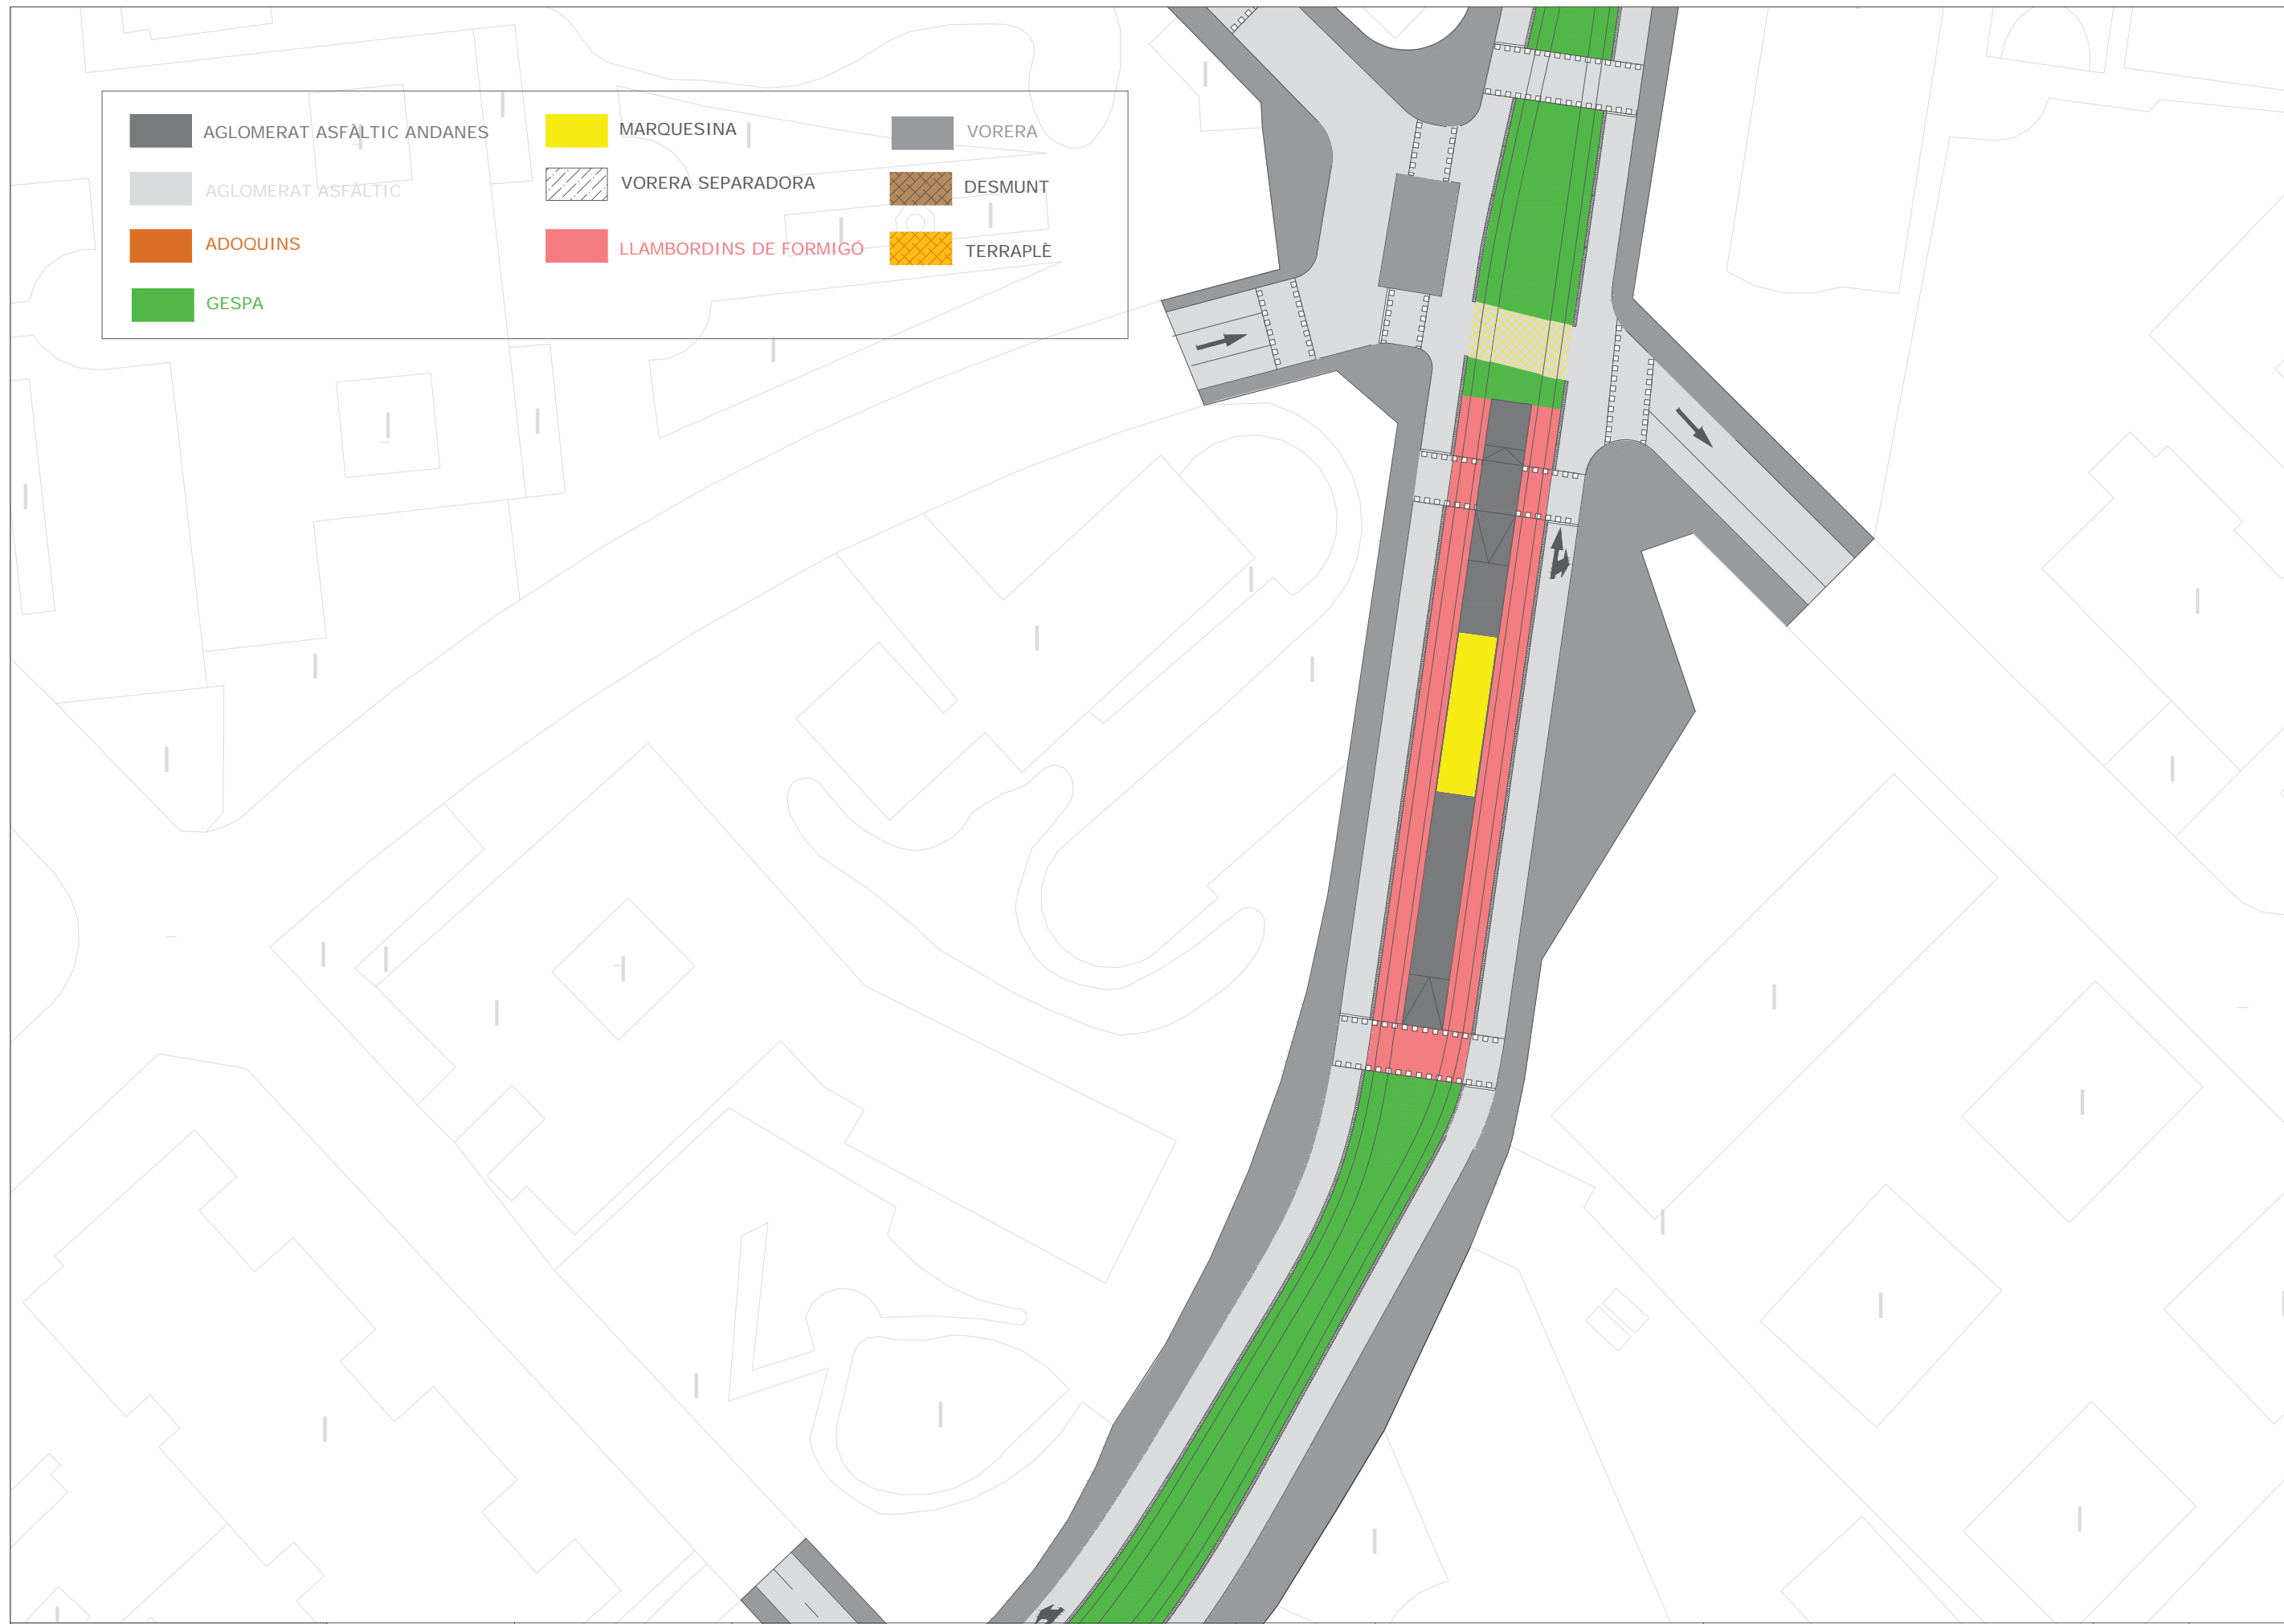 AGLOMERAT ASFÀLTIC ANDANES
AGLOMERAT ASFÀLTIC
ADOQUINS
GESPA
MARQUESINA
VORERA SEPARADORA
LLAMBORDINS DE FORMIGÓ
VORERA
DESMUNT
TERRAPLÈ